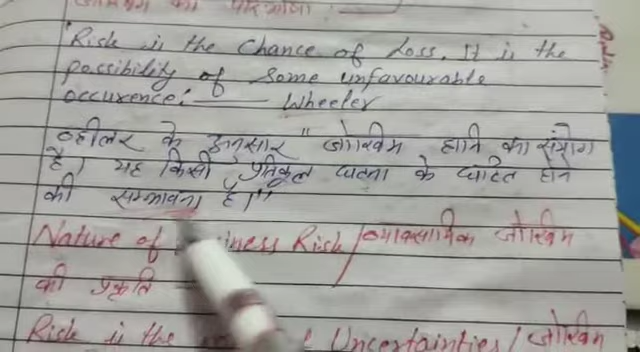 की परिभाषा
Risk is the Chance of Loss. It is the
possibility of Some unfavourable
occurence: —— Wheeler
व्हीलर के अनुसार "जोखिम हानि का संयोग
है। यह किसी प्रतिकूल घटना के घटित होने
की सम्भावना है।"
Nature of Business Risk / व्यावसायिक जोखिम
की प्रकृति
Risk is the Uncertainties / जोखिम